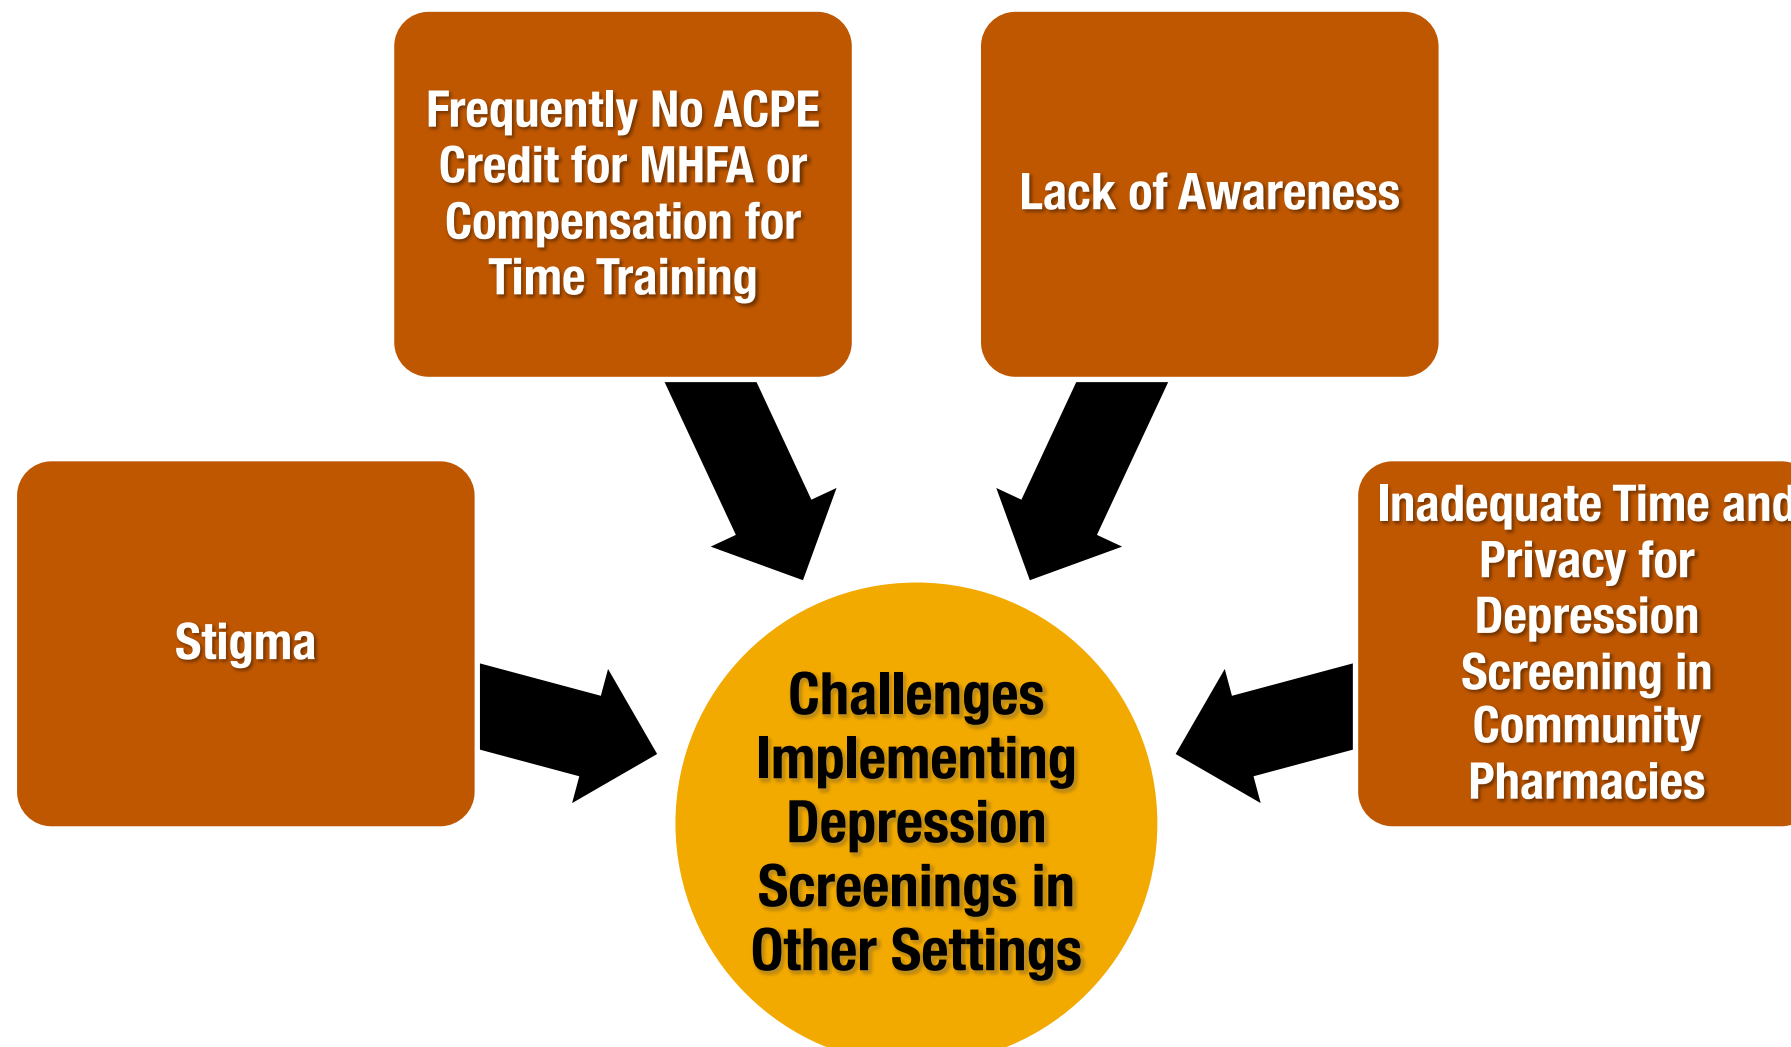 Frequently No ACPE
Credit for MHFA or
Compensation for
Time Training
Lack of Awareness
Stigma
Inadequate Time and
Privacy for
Depression
Screening in
Community
Pharmacies
Challenges
Implementing
Depression
Screenings in
Other Settings